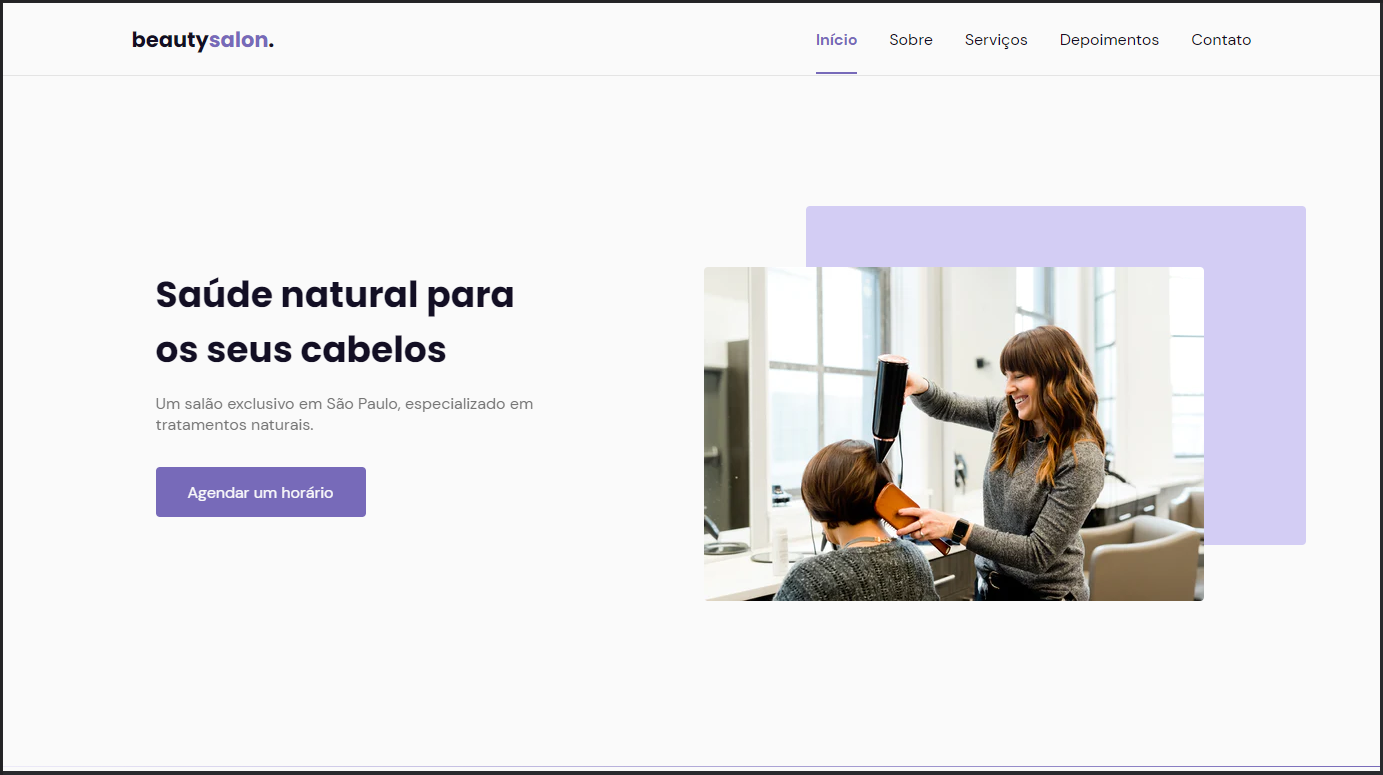 beautysalon.
Início Sobre Serviços Depoimentos Contato
Saúde natural para
os seus cabelos
Um salão exclusivo em São Paulo, especializado em
tratamentos naturais.
Agendar um horário